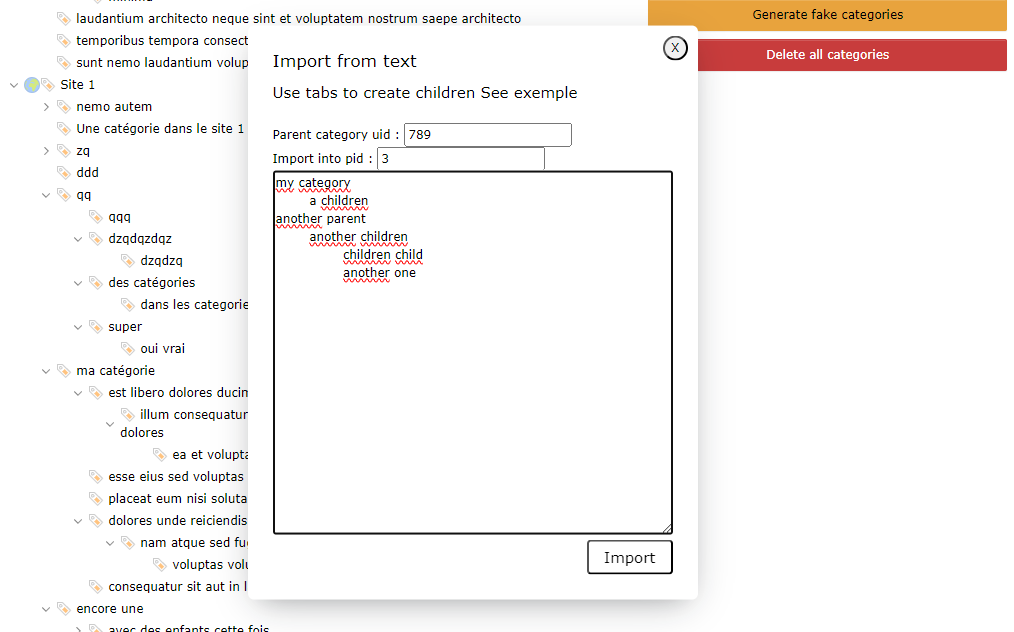 laudantium architecto neque sint et voluptatem nostrum saepe architecto
temporibus tempora consect
sunt nemo laudantium volup
Site 1
nemo autem
Une catégorie dans le site 1
zq
ddd
qq
qqq
dzqdqzdqz
dzqdzq
des catégories
dans les categorie
super
oui vrai
ma catégorie
est libero dolores ducim
illum consequatur
dolores
ea et volupta
esse eius sed voluptas
placeat eum nisi soluta
dolores unde reiciendis
nam atque sed fu
voluptas volu
consequatur sit aut in l
encore une
avec des enfants cette fois
Generate fake categories
Delete all categories
X
Import from text
Use tabs to create children See exemple
Parent category uid : 789
Import into pid : 3
my category
a children
another parent
another children
children child
another one
Import